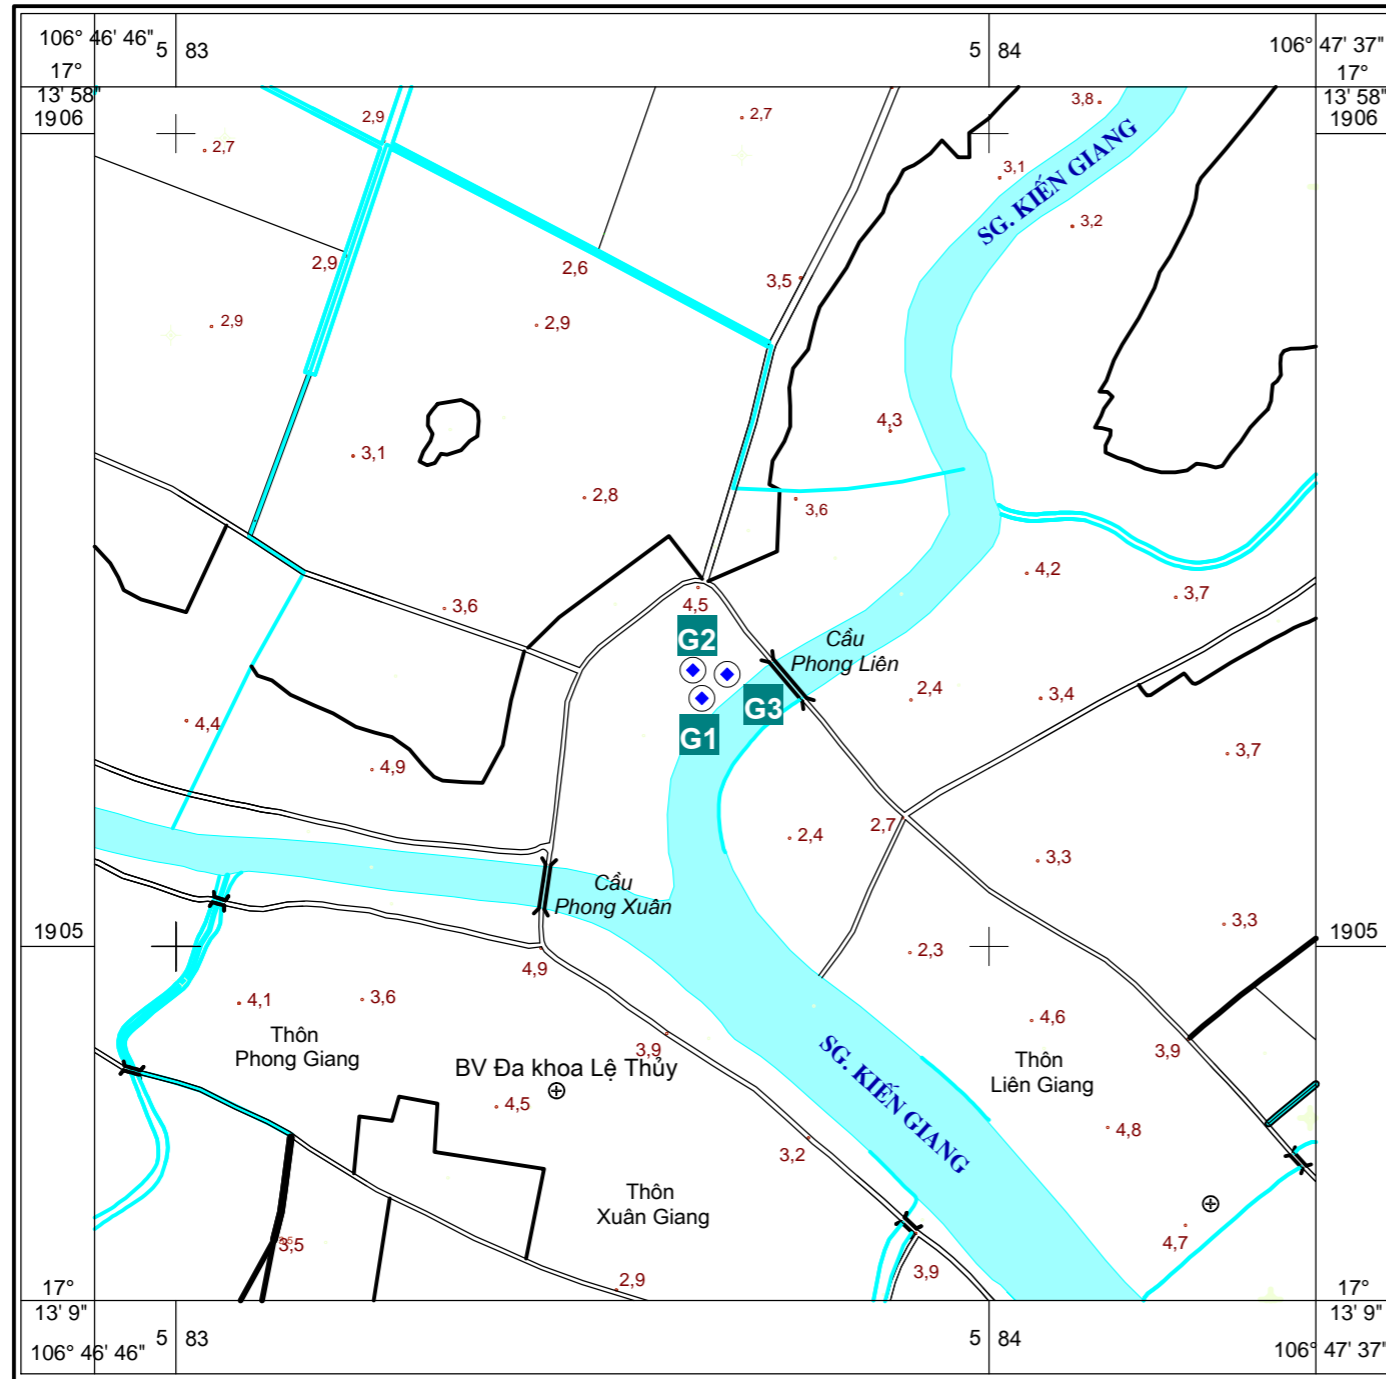 106° 46' 46"
5 83
5 84
106° 47' 37"
17°
13' 58"
1906
17°
13' 58"
1906
2,9
2,7
2,7
3,8
3,1
3,2
SG. KIẾN GIANG
2,9
2,6
3,5
2,9
2,9
4,3
3,1
2,8
3,6
4,2
3,7
3,6
4,5
G2
Cầu
Phong Liên
G3
G1
2,4
3,4
4,4
4,9
3,7
2,4
2,7
3,3
Cầu
Phong Xuân
3,3
1905
1905
2,3
4,9
4,1
3,6
4,6
Thôn
Phong Giang
3,9
3,9
SG. KIẾN GIANG
Thôn
Liên Giang
BV Đa khoa Lệ Thủy
4,5
4,8
3,2
Thôn
Xuân Giang
3,5
4,7
2,9
3,9
17°
13' 9"
17°
13' 9"
5 83
5 84
106° 46' 46"
106° 47' 37"